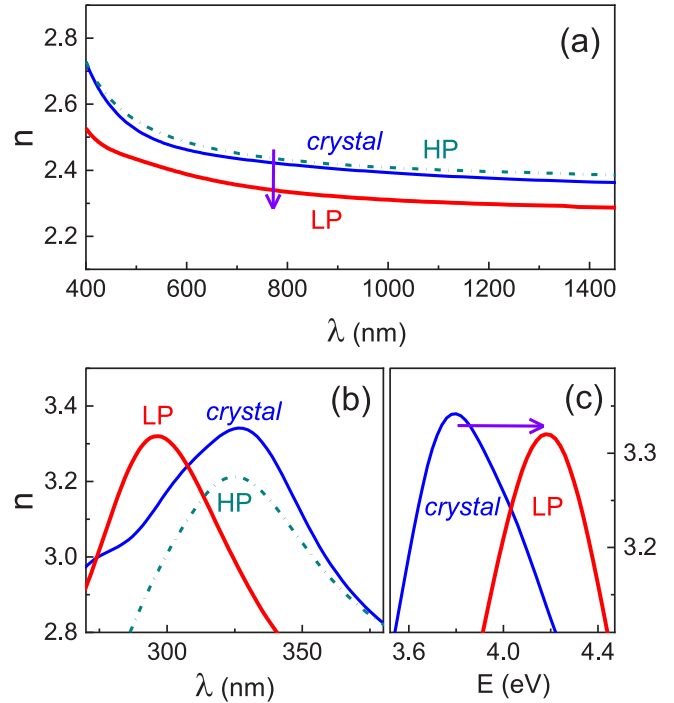 2.8
2.6
2.4
2.2
n
(a)
crystal
HP
LP
400 600 800 1000 1200 1400
λ (nm)
3.4
3.2
3.0
2.8
n
LP
crystal
(b)
HP
300 350
λ (nm)
(c)
crystal
LP
3.3
3.2
3.6 4.0 4.4
E (eV)